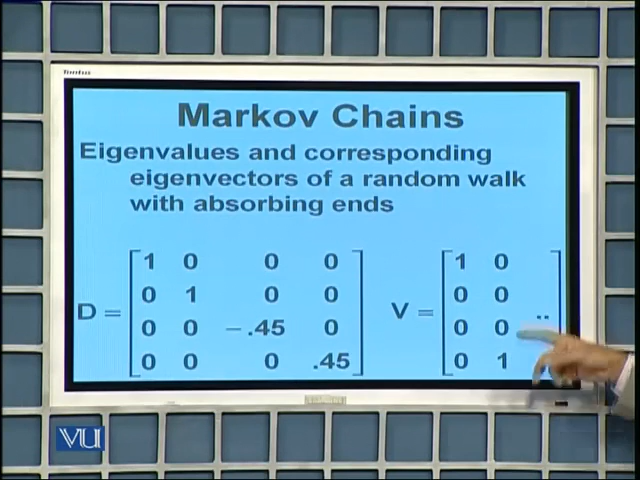 Markov Chains
Eigenvalues and corresponding
eigenvectors of a random walk
with absorbing ends
D = [ 1 0 0 0
0 1 0 0
0 0 - .45 0
0 0 0 .45 ]
V = [ 1 0
0 0
0 0 ..
0 1 ]
VU